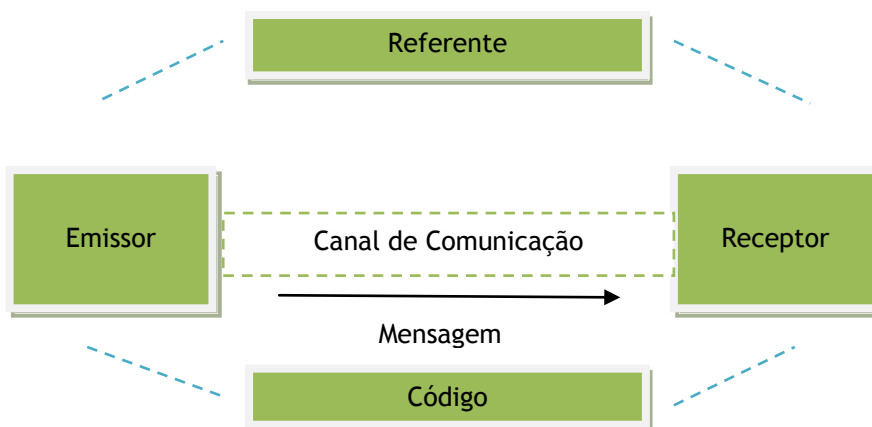 Referente
Emissor
Canal de Comunicação
Receptor
Mensagem
Código